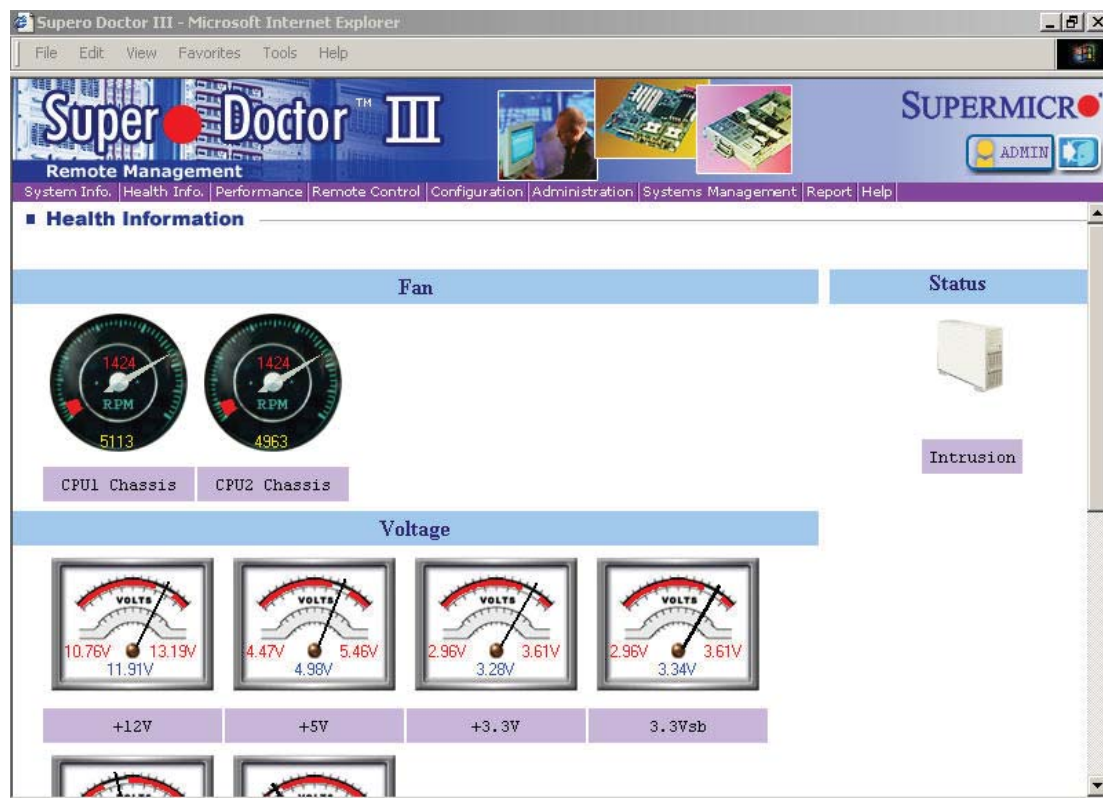 Supero Doctor III - Microsoft Internet Explorer
File Edit View Favorites Tools Help
Super Doctor™ III
SUPERMICRO
ADMIN
Remote Management
System Info. Health Info. Performance Remote Control Configuration Administration Systems Management Report Help
Health Information
Fan
Status
1424
RPM
5113
1424
RPM
4963
CPU1 Chassis
CPU2 Chassis
Intrusion
Voltage
VOLTS
10.76V 13.19V
11.91V
VOLTS
4.47V 5.46V
4.98V
VOLTS
2.96V 3.61V
3.28V
VOLTS
2.96V 3.61V
3.34V
+12V
+5V
+3.3V
3.3Vsb